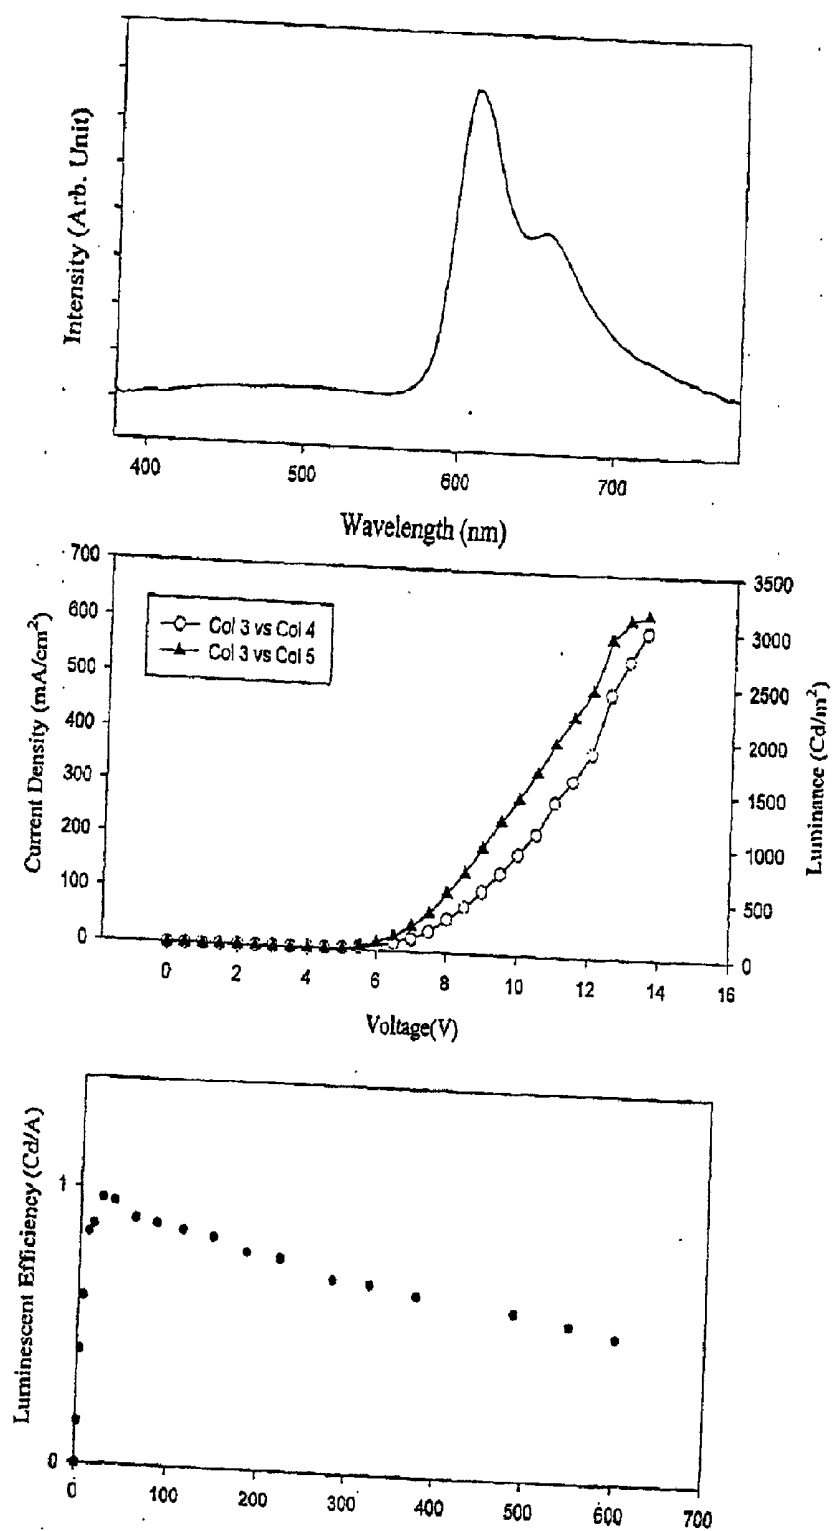 Intensity (Arb. Unit)
400 500 600 700
Wavelength (nm)
Current Density (mA/cm²)
700
600
500
400
300
200
100
0
Col 3 vs Col 4
Col 3 vs Col 5
3500
3000
2500
2000
1500
1000
500
0
Luminance (Cd/m²)
0 2 4 6 8 10 12 14 16
Voltage(V)
Luminescent Efficiency (Cd/A)
1
0
0 100 200 300 400 500 600 700